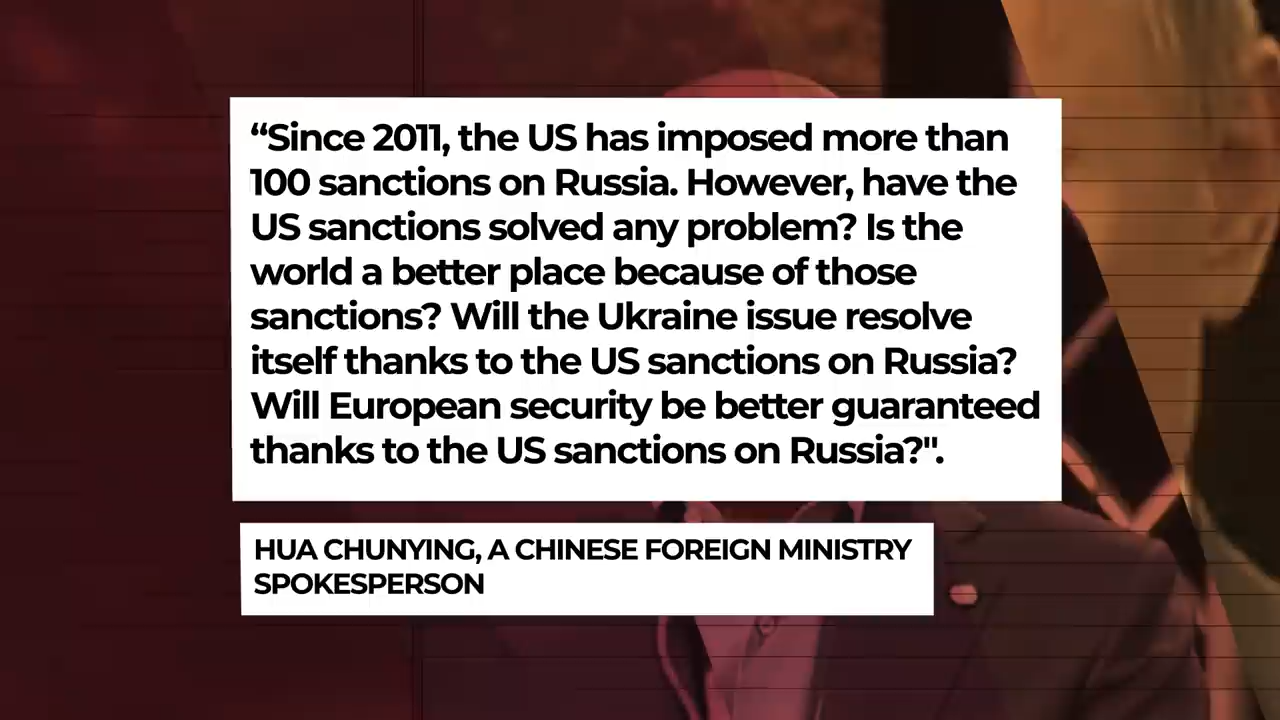 “Since 2011, the US has imposed more than
100 sanctions on Russia. However, have the
US sanctions solved any problem? Is the
world a better place because of those
sanctions? Will the Ukraine issue resolve
itself thanks to the US sanctions on Russia?
Will European security be better guaranteed
thanks to the US sanctions on Russia?".
HUA CHUNYING, A CHINESE FOREIGN MINISTRY
SPOKESPERSON